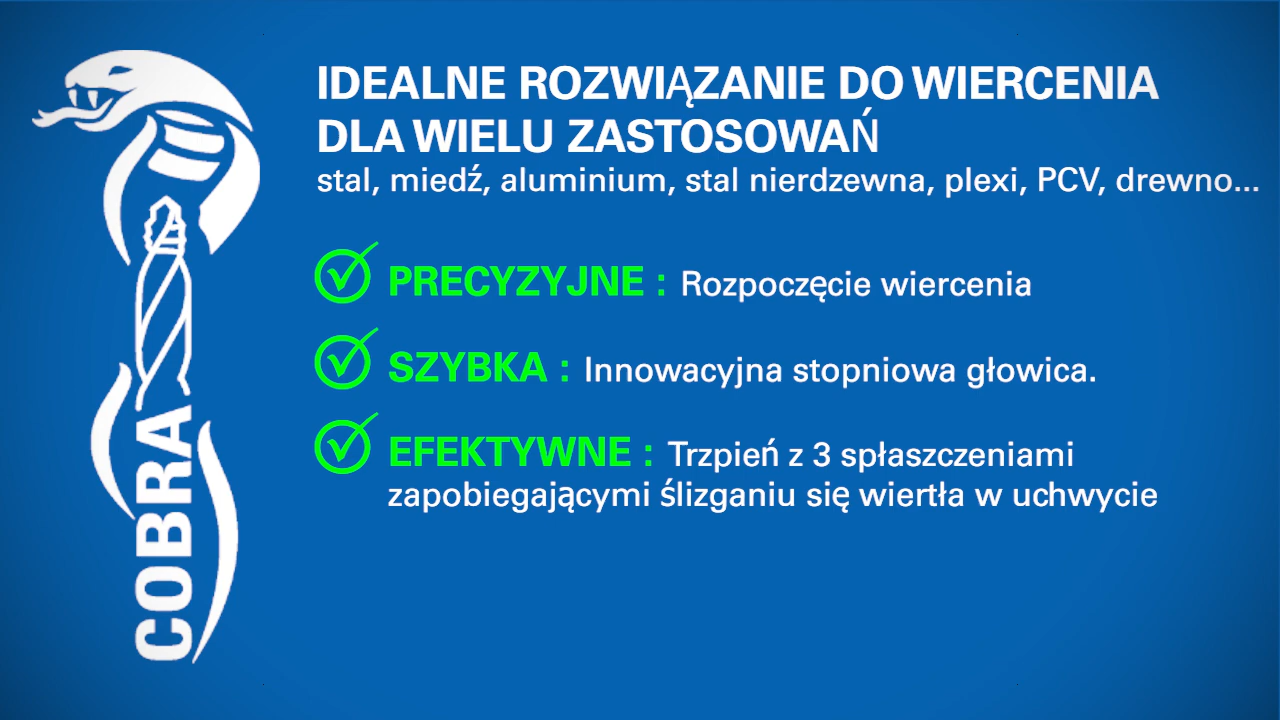 IDEALNE ROZWIĄZANIE DO WIERCENIA
DLA WIELU ZASTOSOWAŃ
stal, miedź, aluminium, stal nierdzewna, plexi, PCV, drewno...
PRECYZYJNE : Rozpoczęcie wiercenia
SZYBKA : Innowacyjna stopniowa głowica.
EFEKTYWNE : Trzpień z 3 spłaszczeniami
zapobiegającymi ślizganiu się wiertła w uchwycie
COBRA